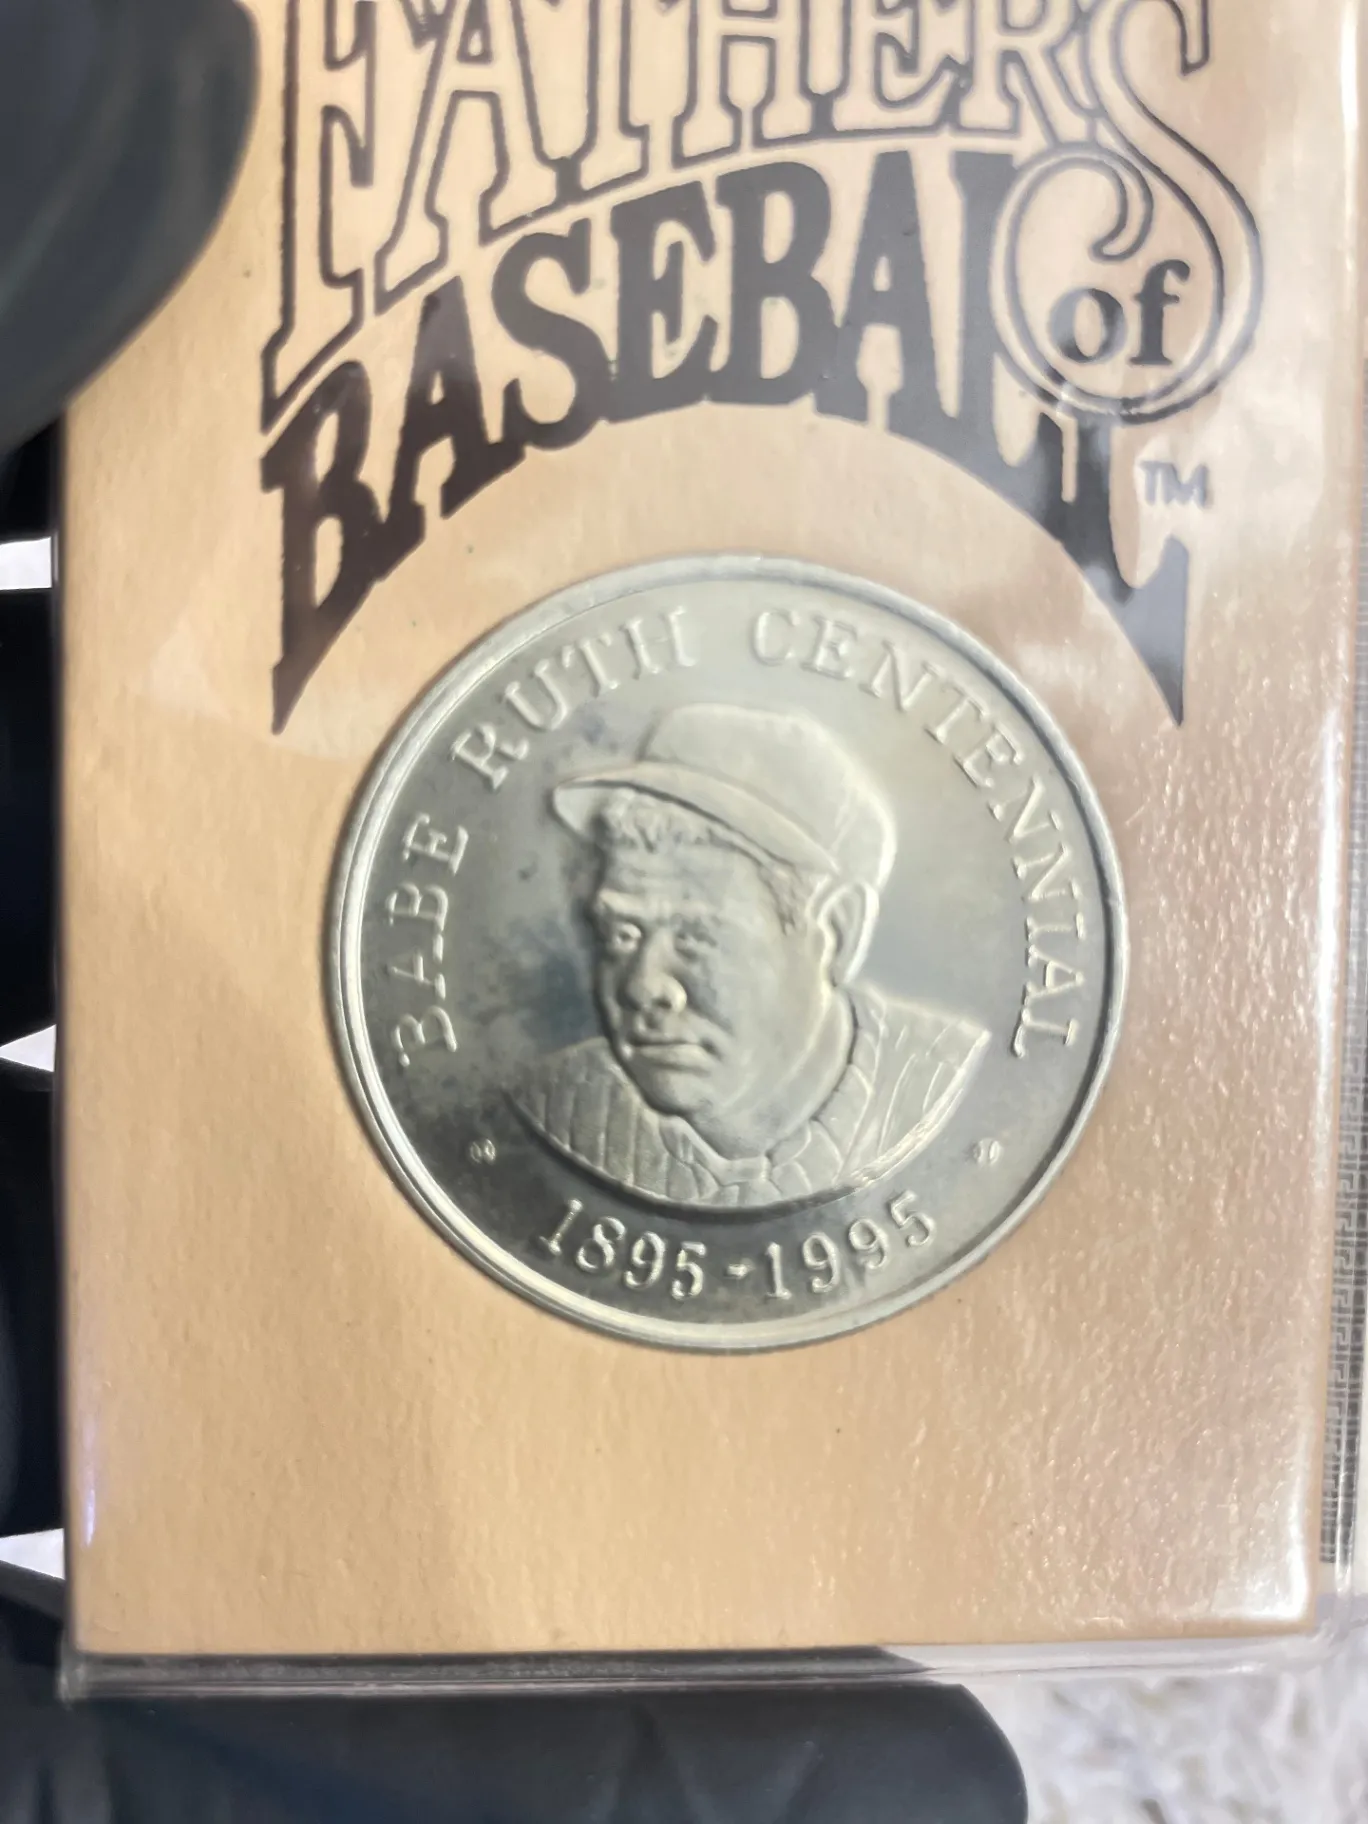 FATHERS
of
BASEBALL
TM
BABE RUTH CENTENNIAL
1895-1995